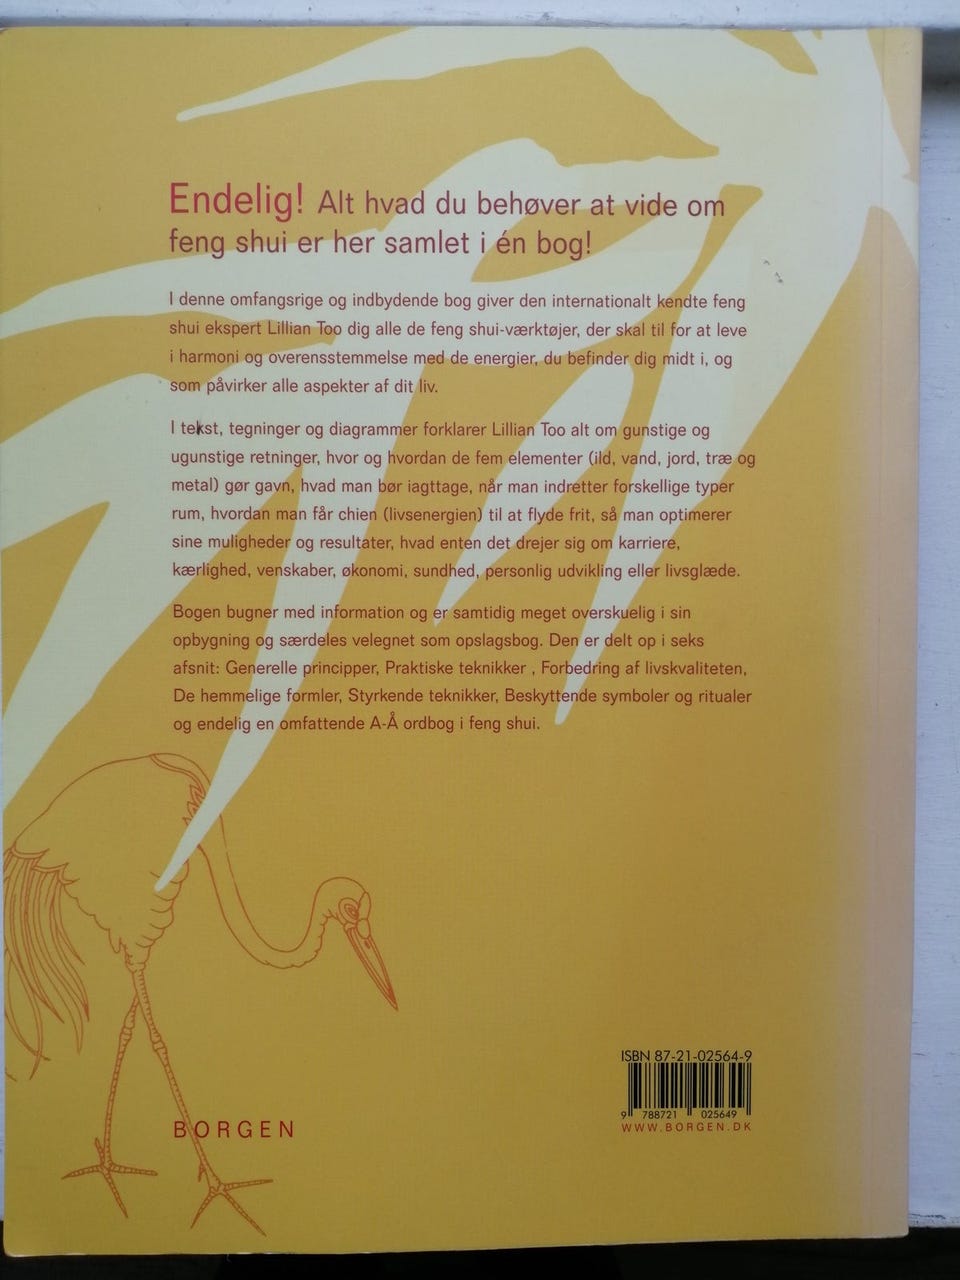 Endelig! Alt hvad du behøver at vide om
feng shui er her samlet i én bog!
I denne omfangsrige og indbydende bog giver den internationalt kendte feng
shui ekspert Lillian Too dig alle de feng shui-værktøjer, der skal til for at leve
i harmoni og overensstemmelse med de energier, du befinder dig midt i, og
som påvirker alle aspekter af dit liv.
I tekst, tegninger og diagrammer forklarer Lillian Too alt om gunstige og
ugunstige retninger, hvor og hvordan de fem elementer (ild, vand, jord, træ og
metal) gør gavn, hvad man bør iagttage, når man indretter forskellige typer
rum, hvordan man får chien (livsenergien) til at flyde frit, så man optimerer
sine muligheder og resultater, hvad enten det drejer sig om karriere,
kærlighed, venskaber, økonomi, sundhed, personlig udvikling eller livsglæde.
Bogen bugner med information og er samtidig meget overskuelig i sin
opbygning og særdeles velegnet som opslagsbog. Den er delt op i seks
afsnit: Generelle principper, Praktiske teknikker , Forbedring af livskvaliteten,
De hemmelige formler, Styrkende teknikker, Beskyttende symboler og ritualer
og endelig en omfattende A-Å ordbog i feng shui.
ISBN 87-21-02564-9
9 788721 025649
WWW.BORGEN.DK
BORGEN